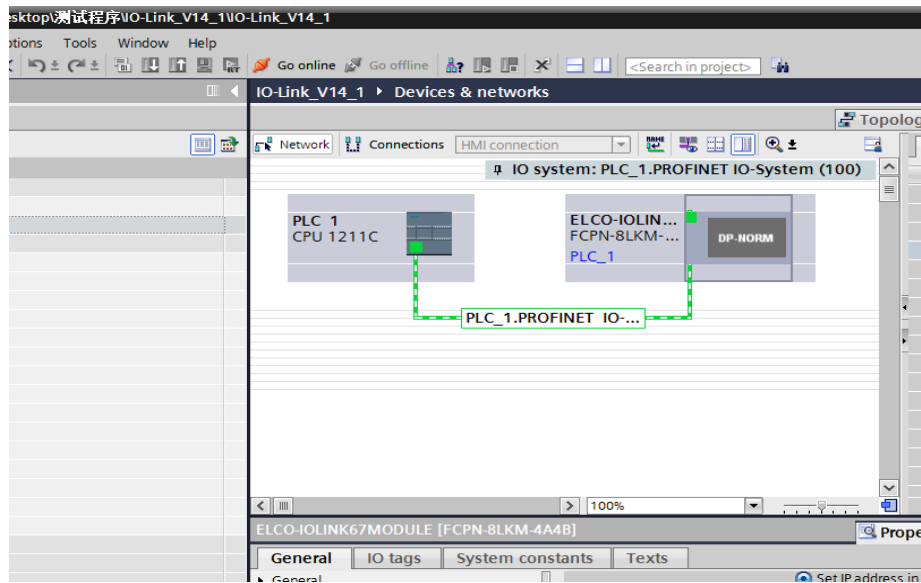 esktop\测试程序\IO-Link_V14_1\IO-Link_V14_1
ptions Tools Window Help
Go online Go offline <Search in project>
IO-Link_V14_1 Devices & networks
Topolog
Network Connections HMI connection
IO system: PLC_1.PROFINET IO-System (100)
PLC_1
CPU 1211C
ELCO-IOLIN...
FCPN-8LKM-...
PLC_1
DP-NORM
PLC_1.PROFINET IO-...
100%
ELCO-IOLINK67MODULE [FCPN-8LKM-4A4B]
Prope
General IO tags System constants Texts
General
Set IP address in